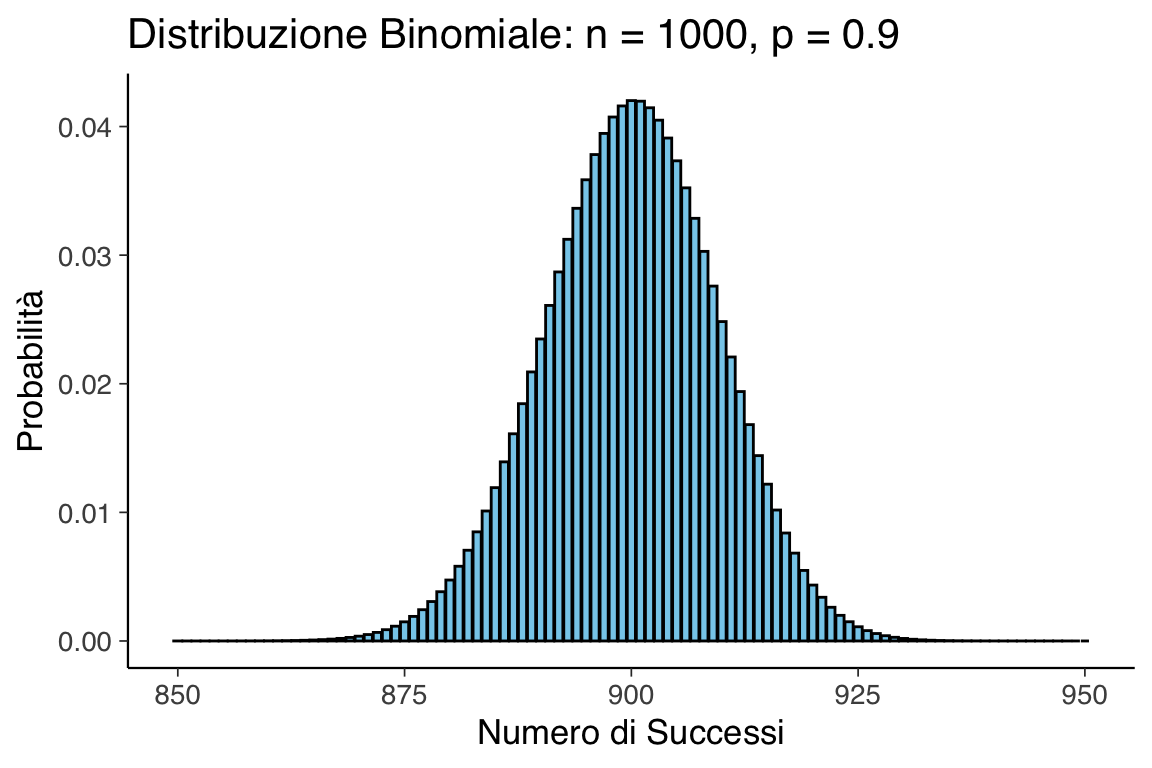 Distribuzione Binomiale: n = 1000, p = 0.9
Probabilità
0.04
0.03
0.02
0.01
0.00
850 875 900 925 950
Numero di Successi